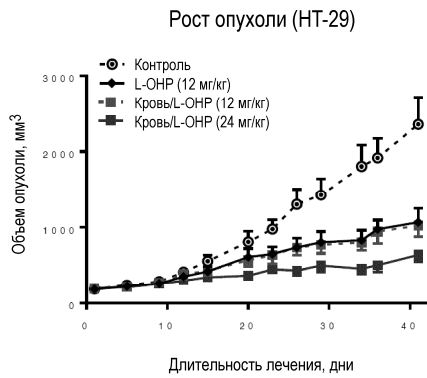 Рост опухоли (HT-29)
Контроль
L-OHP (12 мг/кг)
Кровь/L-OHP (12 мг/кг)
Кровь/L-OHP (24 мг/кг)
Объем опухоли, мм3
3000
2000
1000
0
0 10 20 30 40
Длительность лечения, дни